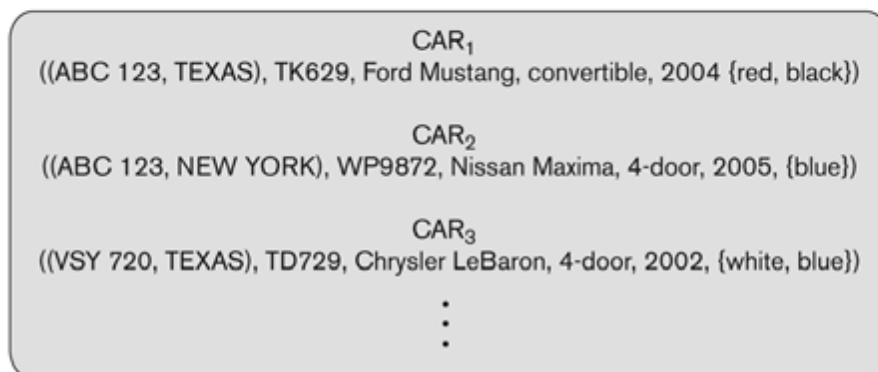 CAR₁
((ABC 123, TEXAS), TK629, Ford Mustang, convertible, 2004 {red, black})
CAR₂
((ABC 123, NEW YORK), WP9872, Nissan Maxima, 4-door, 2005, {blue})
CAR₃
((VSY 720, TEXAS), TD729, Chrysler LeBaron, 4-door, 2002, {white, blue})